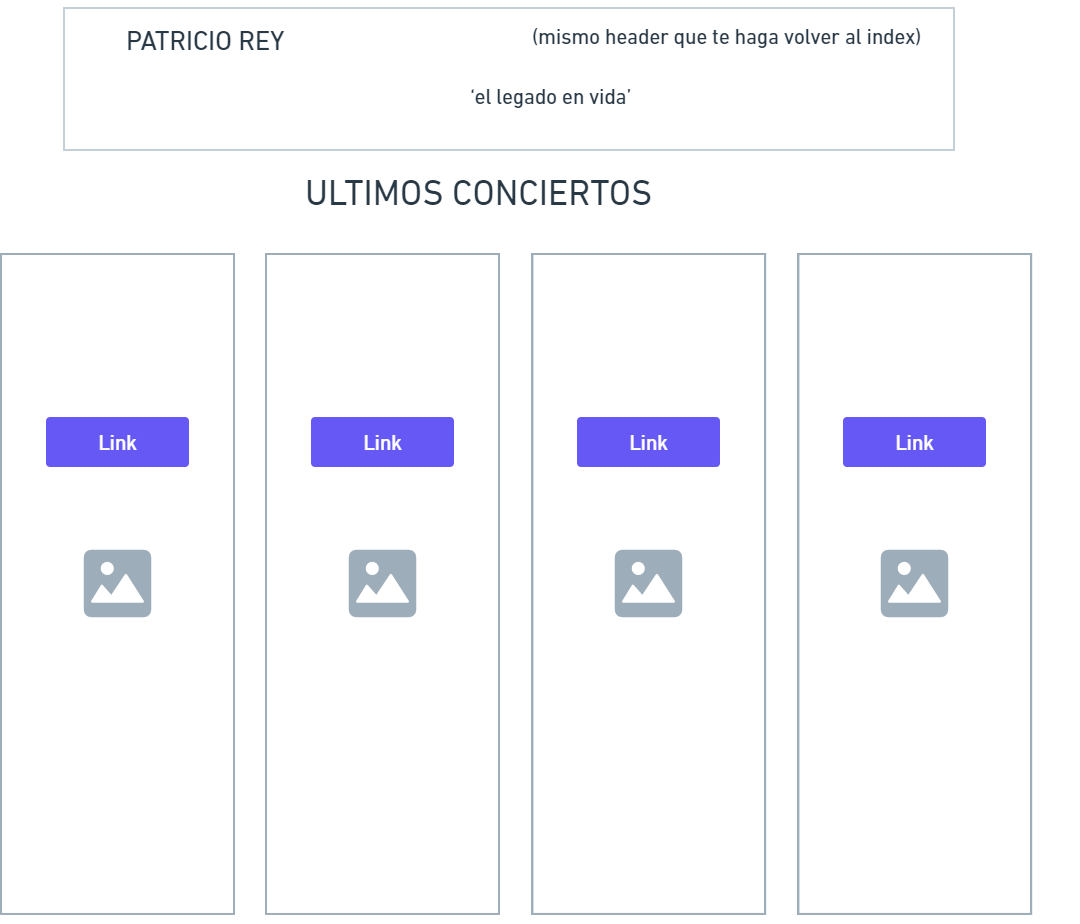 PATRICIO REY
(mismo header que te haga volver al index)
‘el legado en vida’
ULTIMOS CONCIERTOS
Link
Link
Link
Link